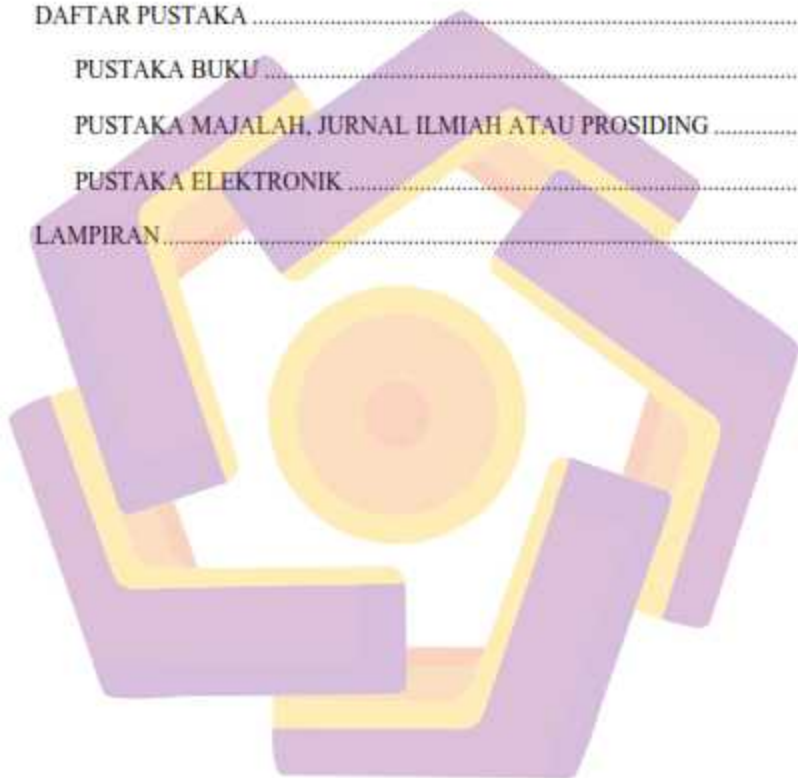 DAFTAR PUSTAKA ........................................................................
PUSTAKA BUKU ........................................................................
PUSTAKA MAJALAH, JURNAL ILMIAH ATAU PROSIDING ..............
PUSTAKA ELEKTRONIK ............................................................
LAMPIRAN ................................................................................